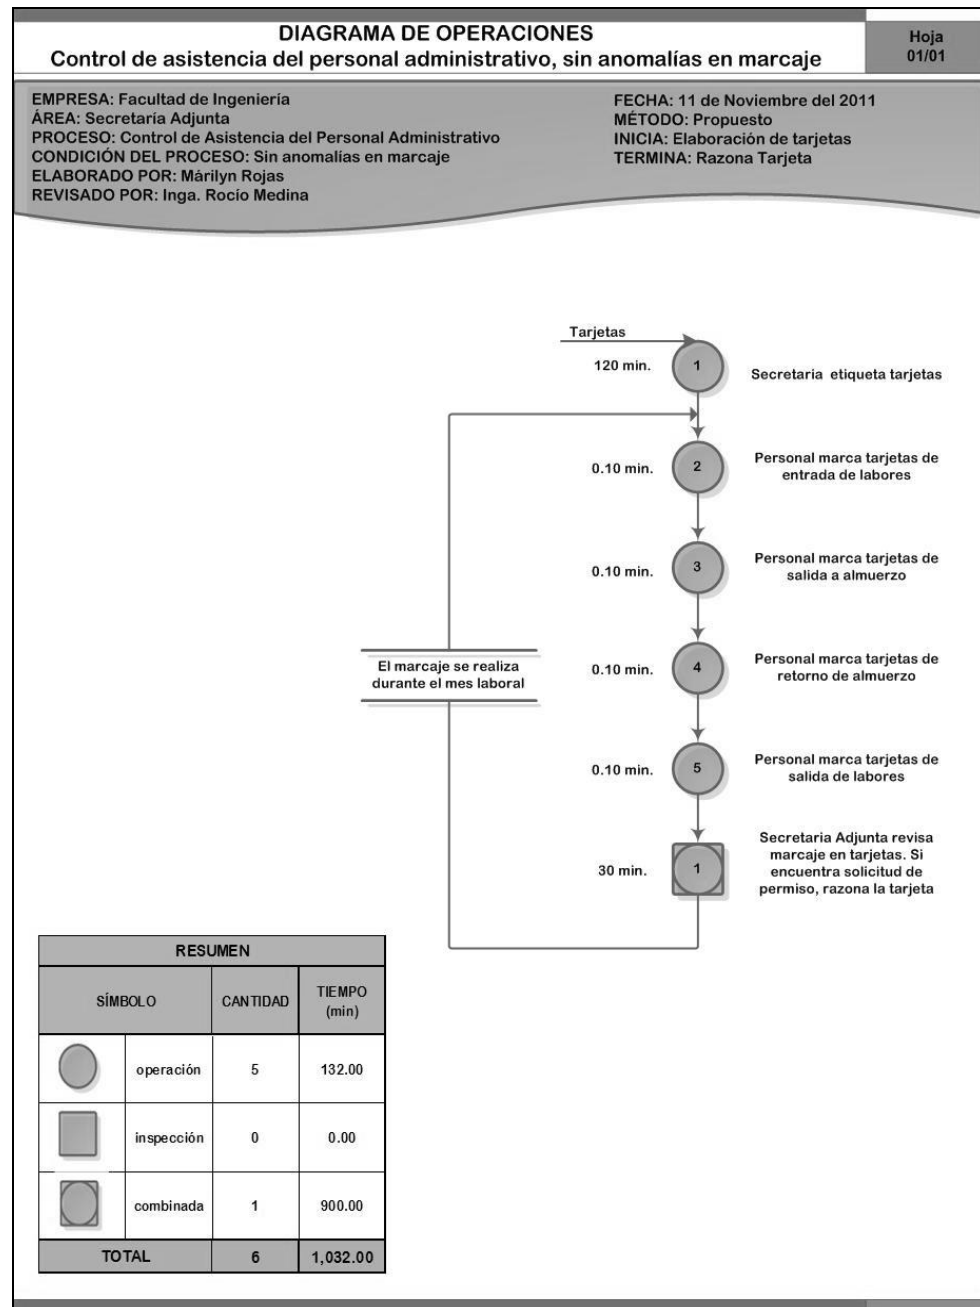 DIAGRAMA DE OPERACIONES
Control de asistencia del personal administrativo, sin anomalías en marcaje
Hoja
01/01
EMPRESA: Facultad de Ingeniería
ÁREA: Secretaría Adjunta
PROCESO: Control de Asistencia del Personal Administrativo
CONDICIÓN DEL PROCESO: Sin anomalías en marcaje
ELABORADO POR: Márilyn Rojas
REVISADO POR: Inga. Rocío Medina
FECHA: 11 de Noviembre del 2011
MÉTODO: Propuesto
INICIA: Elaboración de tarjetas
TERMINA: Razona Tarjeta
Tarjetas
120 min.
1
Secretaria etiqueta tarjetas
0.10 min.
2
Personal marca tarjetas de
entrada de labores
0.10 min.
3
Personal marca tarjetas de
salida a almuerzo
El marcaje se realiza
durante el mes laboral
0.10 min.
4
Personal marca tarjetas de
retorno de almuerzo
0.10 min.
5
Personal marca tarjetas de
salida de labores
30 min.
1
Secretaria Adjunta revisa
marcaje en tarjetas. Si
encuentra solicitud de
permiso, razona la tarjeta
RESUMEN
SÍMBOLO
CANTIDAD
TIEMPO
(min)
operación
5
132.00
inspección
0
0.00
combinada
1
900.00
TOTAL
6
1,032.00